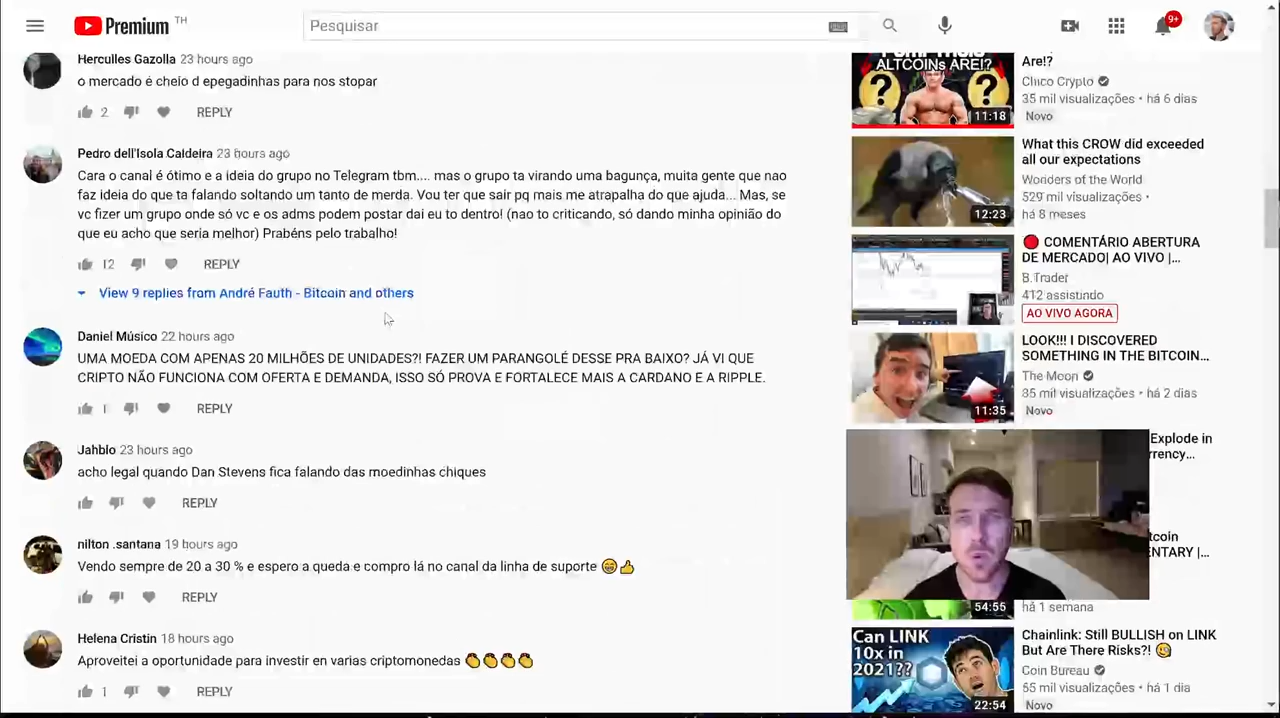 Premium TH
Pesquisar
9+
Herculles Gazolla 23 hours ago
o mercado é cheio d epegadinhas para nos stopar
2 REPLY
Pedro dell'Isola Caldeira 23 hours ago
Cara o canal é ótimo e a ideia do grupo no Telegram tbm.... mas o grupo ta virando uma bagunça, muita gente que nao
faz ideia do que ta falando soltando um tanto de merda. Vou ter que sair pq mais me atrapalha do que ajuda... Mas, se
vc fizer um grupo onde só vc e os adms podem postar dai eu to dentro! (nao to criticando, só dando minha opinião do
que eu acho que seria melhor) Prabéns pelo trabalho!
12 REPLY
View 9 replies from André Fauth - Bitcoin and others
Daniel Músico 22 hours ago
UMA MOEDA COM APENAS 20 MILHÕES DE UNIDADES?! FAZER UM PARANGOLÉ DESSE PRA BAIXO? JÁ VI QUE
CRIPTO NÃO FUNCIONA COM OFERTA E DEMANDA, ISSO SÓ PROVA E FORTALECE MAIS A CARDANO E A RIPPLE.
1 REPLY
Jahbio 23 hours ago
acho legal quando Dan Stevens fica falando das moedinhas chiques
REPLY
nilton .santana 19 hours ago
Vendo sempre de 20 a 30 % e espero a queda e compro lá no canal da linha de suporte 😁👍
REPLY
Helena Cristin 18 hours ago
Aproveitei a oportunidade para investir en varias criptomonedas 👏👏👏👏
1 REPLY
ALTCOINs ARE!?
11:18
Are!?
Chico Crypto
35 mil visualizações • há 6 dias
Novo
12:23
What this CROW did exceeded
all our expectations
Wonders of the World
529 mil visualizações •
há 8 meses
🔴 COMENTÁRIO ABERTURA
DE MERCADO| AO VIVO |...
B.Trader
412 assistindo
AO VIVO AGORA
11:35
LOOK!!! I DISCOVERED
SOMETHING IN THE BITCOIN...
The Moon
85 mil visualizações • há 2 dias
Novo
Explode in
rrency...
tcoin
ENTARY |...
54:55
há 1 semana
Can LINK
10x in
2021??
22:54
Chainlink: Still BULLISH on LINK
But Are There Risks?! 🧐
Coin Bureau
65 mil visualizações • há 1 dia
Novo